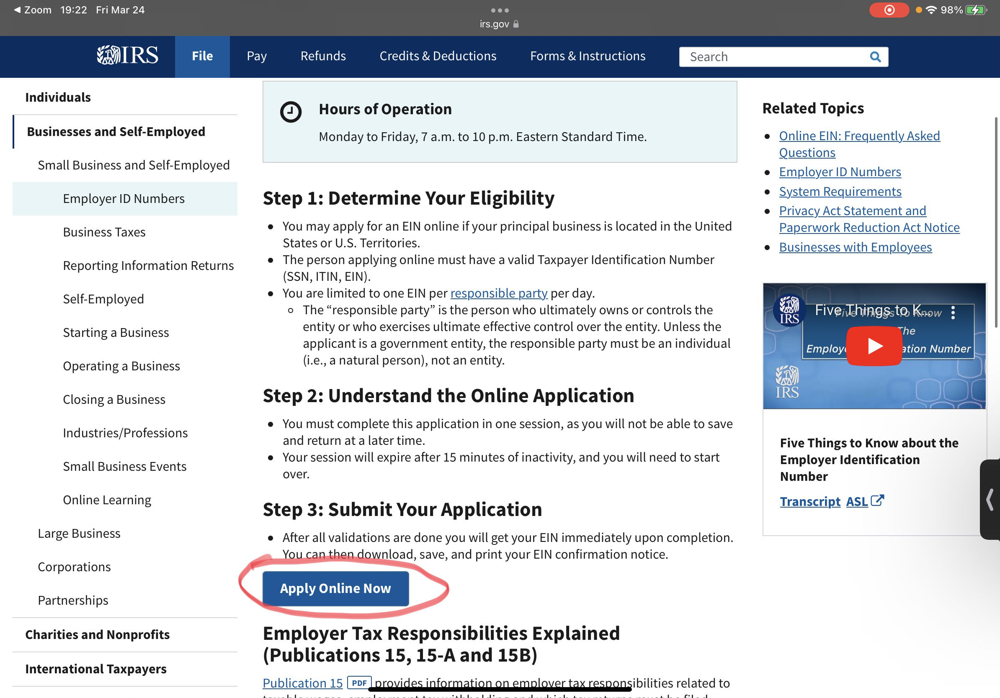 Zoom 19:22 Fri Mar 24
98%
irs.gov
IRS File Pay Refunds Credits & Deductions Forms & Instructions Search
Individuals
Businesses and Self-Employed
Small Business and Self-Employed
Employer ID Numbers
Business Taxes
Reporting Information Returns
Self-Employed
Starting a Business
Operating a Business
Closing a Business
Industries/Professions
Small Business Events
Online Learning
Large Business
Corporations
Partnerships
Charities and Nonprofits
International Taxpayers
Hours of Operation
Monday to Friday, 7 a.m. to 10 p.m. Eastern Standard Time.
Step 1: Determine Your Eligibility
• You may apply for an EIN online if your principal business is located in the United
States or U.S. Territories.
• The person applying online must have a valid Taxpayer Identification Number
(SSN, ITIN, EIN).
• You are limited to one EIN per responsible party per day.
◦ The “responsible party” is the person who ultimately owns or controls the
entity or who exercises ultimate effective control over the entity. Unless the
applicant is a government entity, the responsible party must be an individual
(i.e., a natural person), not an entity.
Step 2: Understand the Online Application
• You must complete this application in one session, as you will not be able to save
and return at a later time.
• Your session will expire after 15 minutes of inactivity, and you will need to start
over.
Step 3: Submit Your Application
• After all validations are done you will get your EIN immediately upon completion.
You can then download, save, and print your EIN confirmation notice.
Apply Online Now
Employer Tax Responsibilities Explained
(Publications 15, 15-A and 15B)
Publication 15 PDF provides information on employer tax responsibilities related to
Related Topics
• Online EIN: Frequently Asked
Questions
• Employer ID Numbers
• System Requirements
• Privacy Act Statement and
Paperwork Reduction Act Notice
• Businesses with Employees
IRS
Five Things to K...
Five Things To Know
The
Number
IRS
Five Things to Know about the
Employer Identification
Number
Transcript ASL